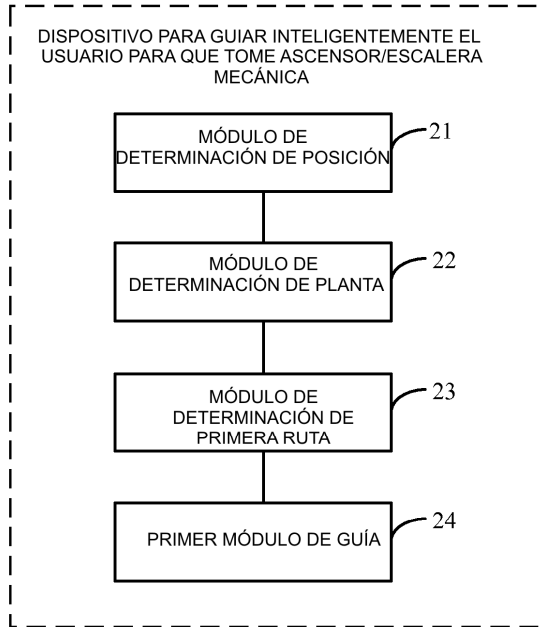 DISPOSITIVO PARA GUIAR INTELIGENTEMENTE EL
USUARIO PARA QUE TOME ASCENSOR/ESCALERA
MECÁNICA
MÓDULO DE
DETERMINACIÓN DE POSICIÓN
21
MÓDULO DE
DETERMINACIÓN DE PLANTA
22
MÓDULO DE
DETERMINACIÓN DE
PRIMERA RUTA
23
PRIMER MÓDULO DE GUÍA
24